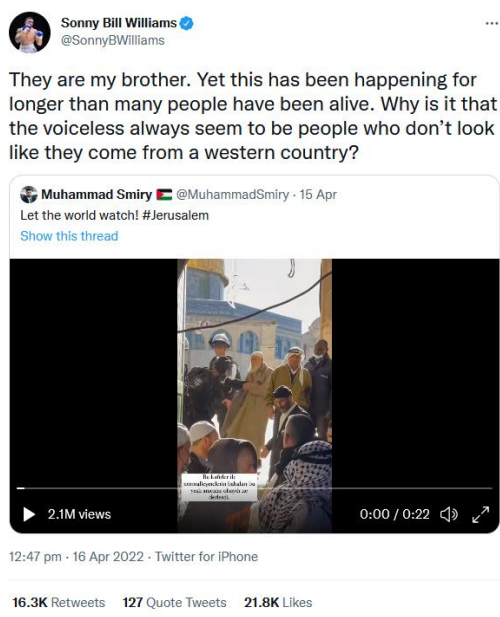 Sonny Bill Williams
@SonnyBWilliams
They are my brother. Yet this has been happening for
longer than many people have been alive. Why is it that
the voiceless always seem to be people who don’t look
like they come from a western country?
Muhammad Smiry 🇵🇸 @MuhammadSmiry · 15 Apr
Let the world watch! #Jerusalem
Show this thread
2.1M views
0:00 / 0:22
12:47 pm · 16 Apr 2022 · Twitter for iPhone
16.3K Retweets 127 Quote Tweets 21.8K Likes